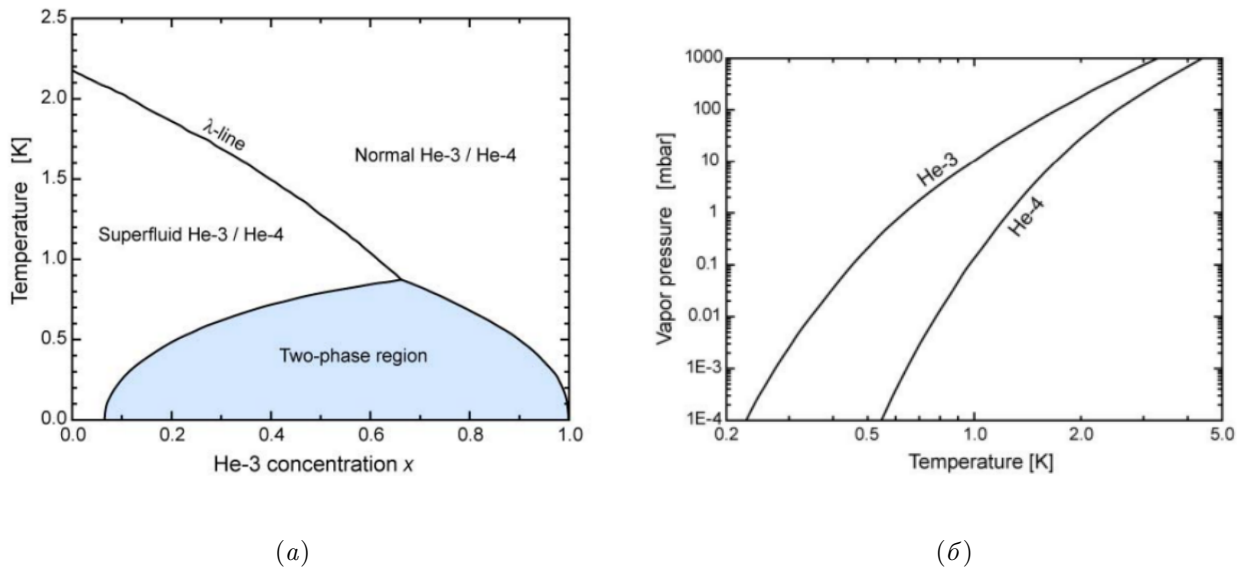 2.5
2.0
1.5
1.0
0.5
0.0
Temperature [K]
λ-line
Normal He-3 / He-4
Superfluid He-3 / He-4
Two-phase region
0.0 0.2 0.4 0.6 0.8 1.0
He-3 concentration x
(а)
1000
100
10
1
0.1
0.01
1E-3
1E-4
Vapor pressure [mbar]
He-3
He-4
0.2 0.5 1.0 2.0 5.0
Temperature [K]
(б)